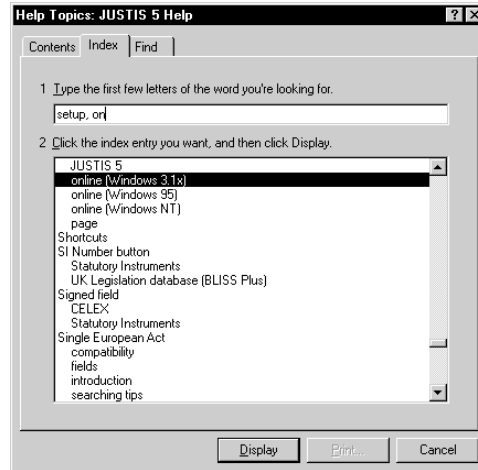 Help Topics: JUSTIS 5 Help
Contents Index Find
1 Type the first few letters of the word you're looking for.
setup, on
2 Click the index entry you want, and then click Display.
JUSTIS 5
online (Windows 3.1x)
online (Windows 95)
online (Windows NT)
page
Shortcuts
SI Number button
Statutory Instruments
UK Legislation database (BLISS Plus)
Signed field
CELEX
Statutory Instruments
Single European Act
compatibility
fields
introduction
searching tips
Display Print... Cancel